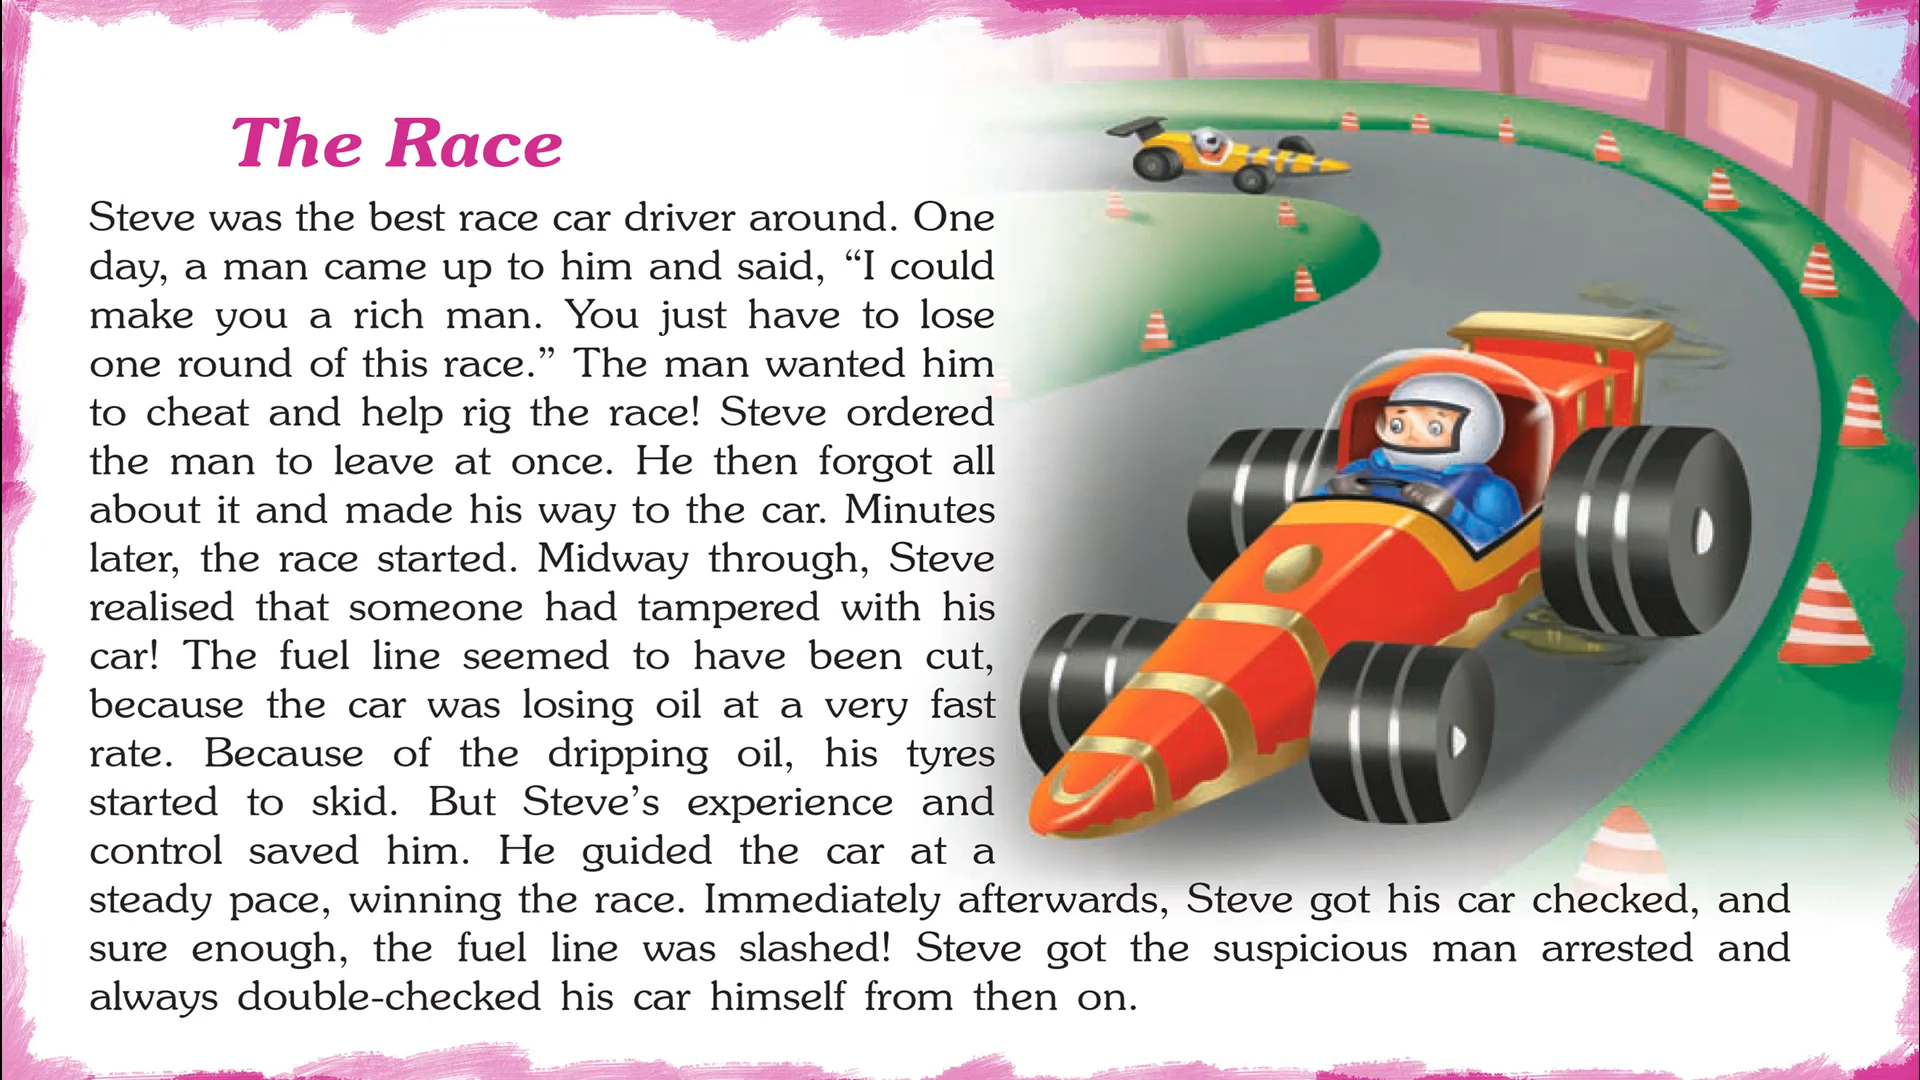 The Race
Steve was the best race car driver around. One
day, a man came up to him and said, “I could
make you a rich man. You just have to lose
one round of this race.” The man wanted him
to cheat and help rig the race! Steve ordered
the man to leave at once. He then forgot all
about it and made his way to the car. Minutes
later, the race started. Midway through, Steve
realised that someone had tampered with his
car! The fuel line seemed to have been cut,
because the car was losing oil at a very fast
rate. Because of the dripping oil, his tyres
started to skid. But Steve’s experience and
control saved him. He guided the car at a
steady pace, winning the race. Immediately afterwards, Steve got his car checked, and
sure enough, the fuel line was slashed! Steve got the suspicious man arrested and
always double-checked his car himself from then on.